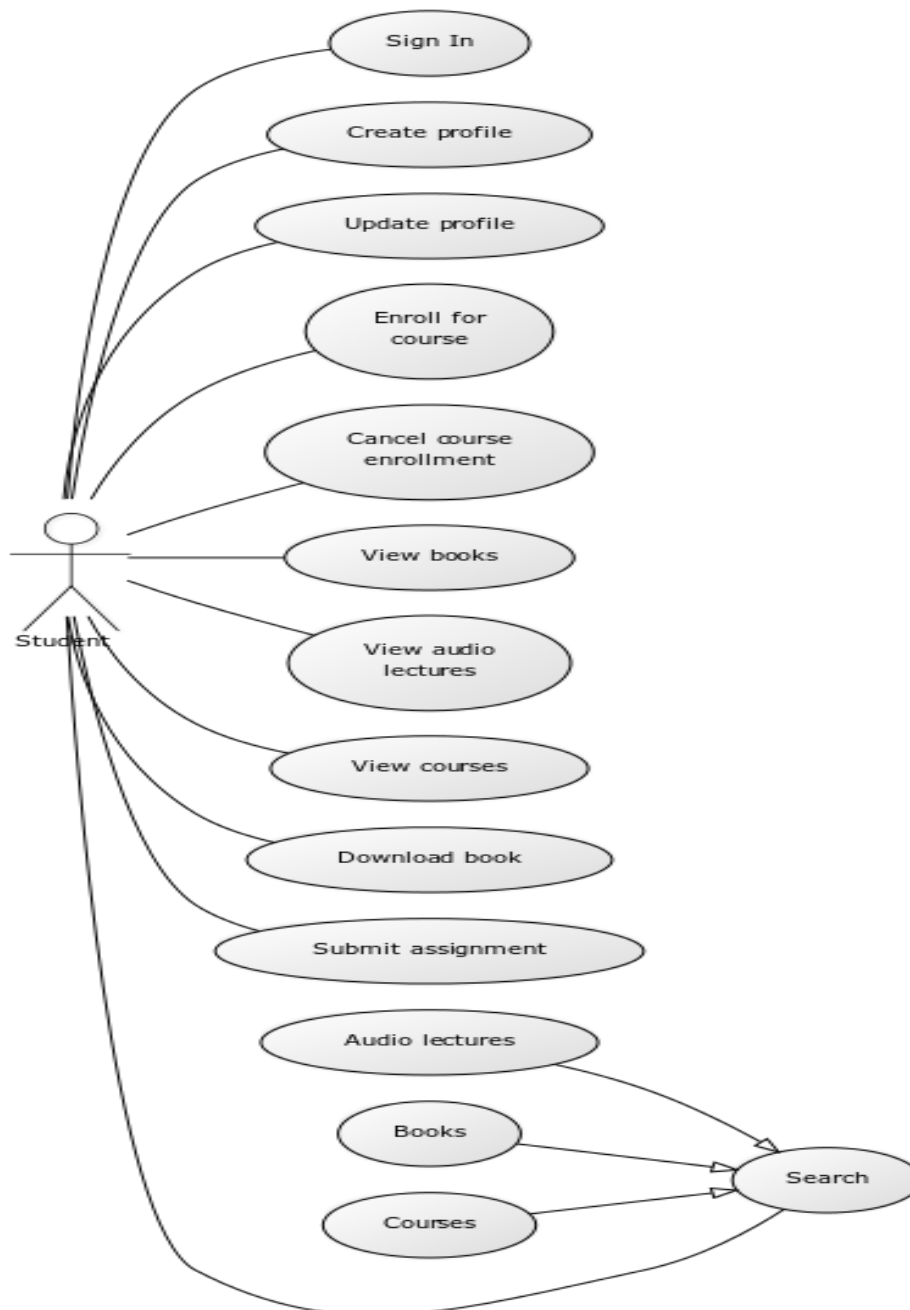 Sign In
Create profile
Update profile
Enroll for
course
Cancel course
enrollment
View books
Student
View audio
lectures
View courses
Download book
Submit assignment
Audio lectures
Books
Search
Courses